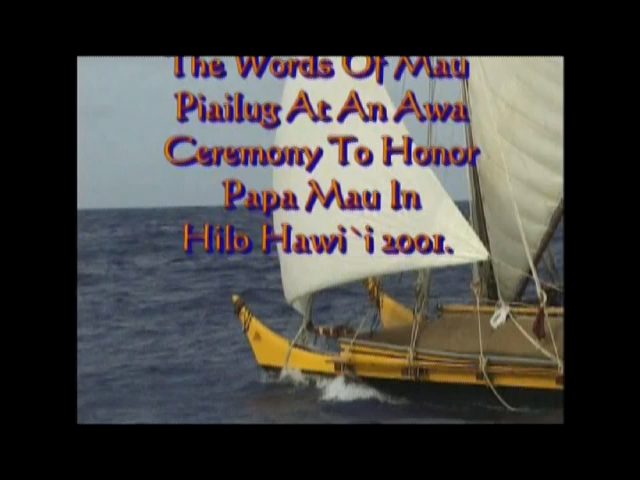 The Words Of Mau
Piailug At An Awa
Ceremony To Honor
Papa Mau In
Hilo Hawi`i 2001.